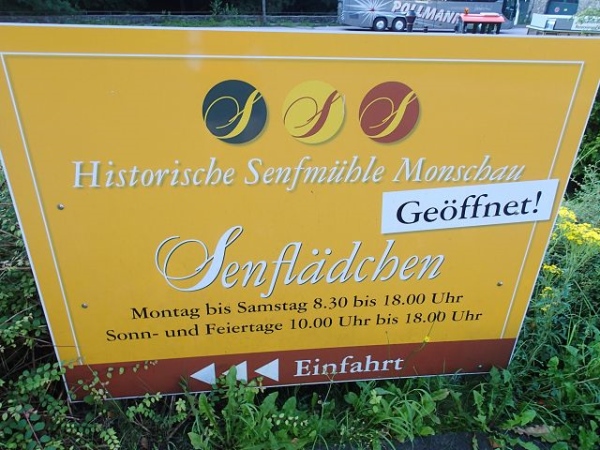 POLLMANN
S S S
Historische Senfmühle Monschau
Geöffnet!
Senflädchen
Montag bis Samstag 8.30 bis 18.00 Uhr
Sonn- und Feiertage 10.00 Uhr bis 18.00 Uhr
Einfahrt